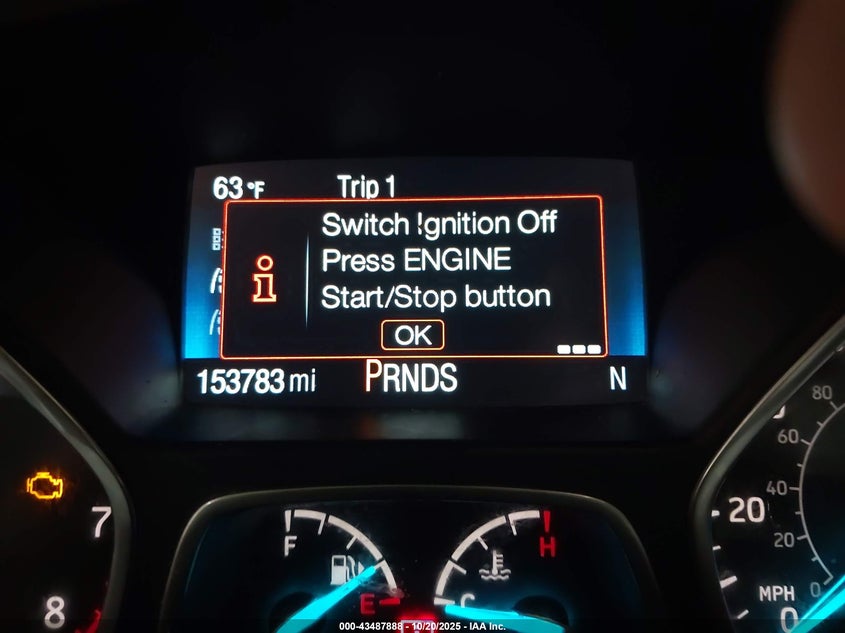 63°F Trip 1
Switch Ignition Off
Press ENGINE
Start/Stop button
OK
153783 mi PRNDS N
80
60
7
40
20
20
F H
MPH 0
E C
8 0
000-43487888 - 10/20/2025 - IAA Inc.